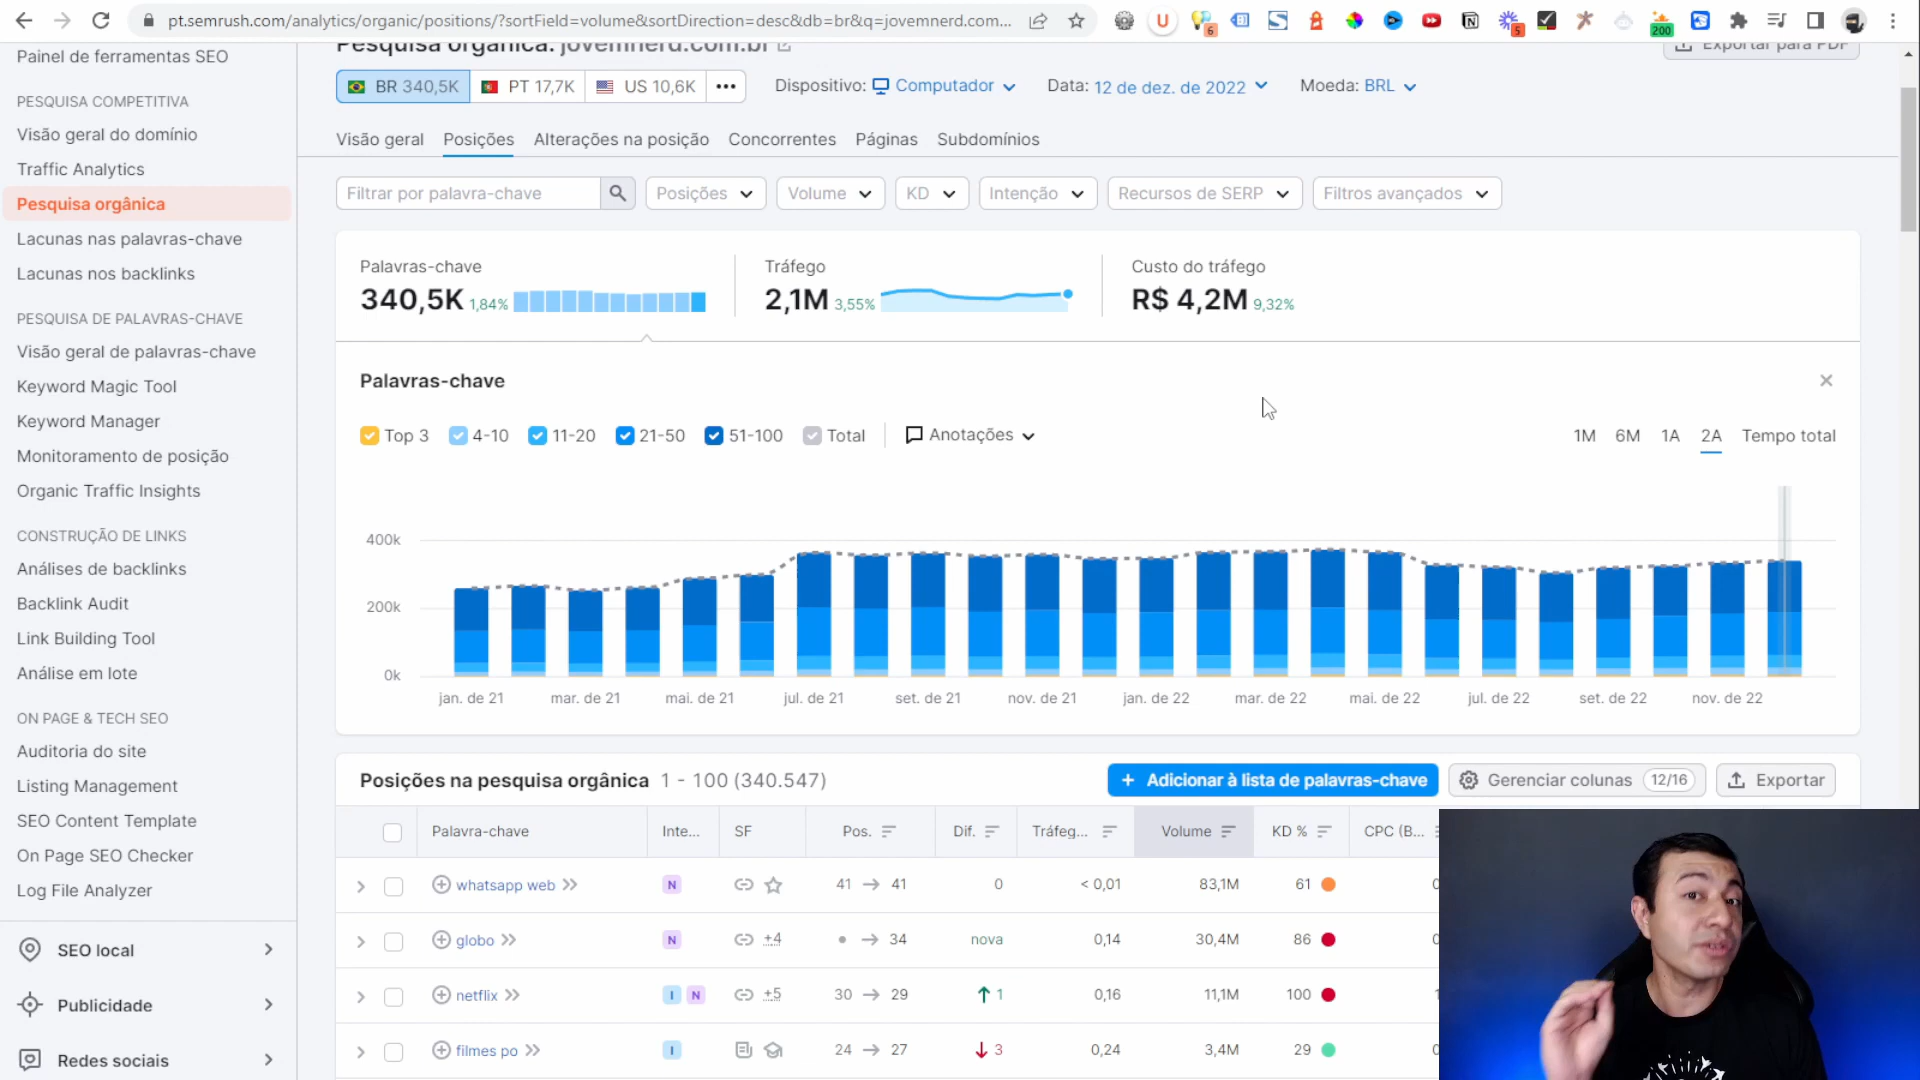 pt.semrush.com/analytics/organic/positions/?sortField=volume&sortDirection=desc&db=br&q=jovemnerd.com...
6
5
200
Painel de ferramentas SEO
PESQUISA COMPETITIVA
Visão geral do domínio
Traffic Analytics
Pesquisa orgânica
Lacunas nas palavras-chave
Lacunas nos backlinks
PESQUISA DE PALAVRAS-CHAVE
Visão geral de palavras-chave
Keyword Magic Tool
Keyword Manager
Monitoramento de posição
Organic Traffic Insights
CONSTRUÇÃO DE LINKS
Análises de backlinks
Backlink Audit
Link Building Tool
Análise em lote
ON PAGE & TECH SEO
Auditoria do site
Listing Management
SEO Content Template
On Page SEO Checker
Log File Analyzer
SEO local
Publicidade
Redes sociais
Pesquisa orgânica: jovemnerd.com.br
Exportar para PDF
BR 340,5K PT 17,7K US 10,6K ••• Dispositivo: Computador Data: 12 de dez. de 2022 Moeda: BRL
Visão geral Posições Alterações na posição Concorrentes Páginas Subdomínios
Filtrar por palavra-chave Posições Volume KD Intenção Recursos de SERP Filtros avançados
Palavras-chave Tráfego Custo do tráfego
340,5K 1,84% 2,1M 3,55% R$ 4,2M 9,32%
Palavras-chave
Top 3 4-10 11-20 21-50 51-100 Total Anotações 1M 6M 1A 2A Tempo total
400k
200k
0k
jan. de 21 mar. de 21 mai. de 21 jul. de 21 set. de 21 nov. de 21 jan. de 22 mar. de 22 mai. de 22 jul. de 22 set. de 22 nov. de 22
Posições na pesquisa orgânica 1 - 100 (340.547) + Adicionar à lista de palavras-chave Gerenciar colunas 12/16 Exportar
Palavra-chave Inte... SF Pos. Dif. Tráfeg... Volume KD % CPC (B...
whatsapp web N 41 → 41 0 < 0,01 83,1M 61
globo N +4 • → 34 nova 0,14 30,4M 86
netflix I N +5 30 → 29 ↑ 1 0,16 11,1M 100
filmes po I 24 → 27 ↓ 3 0,24 3,4M 29